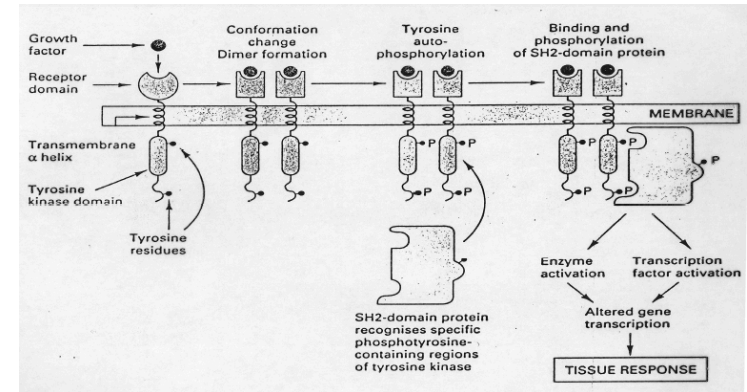 Growth
factor
Receptor
domain
Transmembrane
α helix
Tyrosine
kinase domain
Tyrosine
residues
Conformation
change
Dimer formation
Tyrosine
auto-
phosphorylation
Binding and
phosphorylation
of SH2-domain protein
MEMBRANE
P
P
P
P
P
P
P
P
P
SH2-domain protein
recognises specific
phosphotyrosine-
containing regions
of tyrosine kinase
Enzyme
activation
Transcription
factor activation
Altered gene
transcription
TISSUE RESPONSE